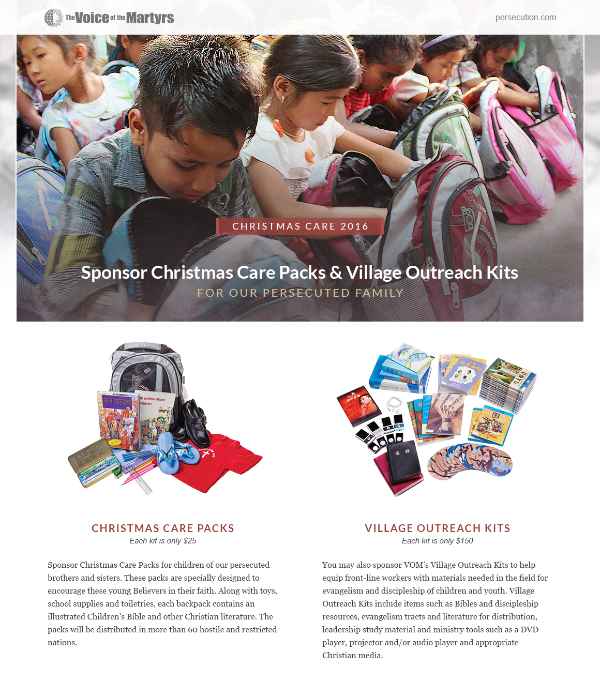 The Voice of the Martyrs
persecution.com
CHRISTMAS CARE 2016
Sponsor Christmas Care Packs & Village Outreach Kits
FOR OUR PERSECUTED FAMILY
CHRISTMAS CARE PACKS
Each kit is only $25
Sponsor Christmas Care Packs for children of our persecuted
brothers and sisters. These packs are specially designed to
encourage these young Believers in their faith. Along with toys,
school supplies and toiletries, each backpack contains an
illustrated Children's Bible and other Christian literature. The
packs will be distributed in more than 60 hostile and restricted
nations.
VILLAGE OUTREACH KITS
Each kit is only $150
You may also sponsor VOM's Village Outreach Kits to help
equip front-line workers with materials needed in the field for
evangelism and discipleship of children and youth. Village
Outreach Kits include items such as Bibles and discipleship
resources, evangelism tracts and literature for distribution,
leadership study material and ministry tools such as a DVD
player, projector and/or audio player and appropriate
Christian media.